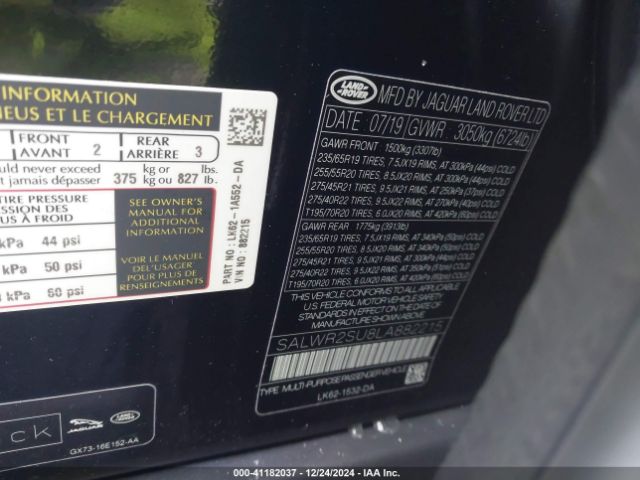 INFORMATION
NEUS ET LE CHARGEMENT
FRONT
AVANT 2
REAR
ARRIÈRE 3
uld never exceed
t jamais dépasser 375 kg or kg ou 827 lbs. lb.
TIRE PRESSURE
RESSION DES
US À FROID
kPa 44 psi
kPa 50 psi
kPa 60 psi
SEE OWNER'S
MANUAL FOR
ADDITIONAL
INFORMATION
VOIR LE MANUEL
DE L'USAGER
POUR PLUS DE
RENSEIGNEMENTS
PART NO : LK62-1A552-DA
VIN NO : 882215
LAND-
ROVER
MFD BY JAGUAR LAND ROVER LTD
DATE 07/19 GVWR 3050kg (6724lb)
GAWR FRONT 1500kg (3307lb)
235/65R19 TIRES, 7.5JX19 RIMS, AT 300kPa (44psi) COLD
255/55R20 TIRES, 8.5JX20 RIMS, AT 300kPa (44psi) COLD
275/45R21 TIRES, 9.5JX21 RIMS, AT 250kPa (37psi) COLD
275/40R22 TIRES, 9.5JX22 RIMS, AT 270kPa (40psi) COLD
T195/70R20 TIRES, 6.0JX20 RIMS, AT 420kPa (60psi) COLD
GAWR REAR 1775kg (3913lb)
235/65R19 TIRES, 7.5JX19 RIMS, AT 340kPa (50psi) COLD
255/55R20 TIRES, 8.5JX20 RIMS, AT 340kPa (50psi) COLD
275/45R21 TIRES, 9.5JX21 RIMS, AT 300kPa (44psi) COLD
275/40R22 TIRES, 9.5JX22 RIMS, AT 350kPa (51psi) COLD
T195/70R20 TIRES, 6.0JX20 RIMS, AT 420kPa (60psi) COLD
THIS VEHICLE CONFORMS TO ALL APPLICABLE
U.S. FEDERAL MOTOR VEHICLE SAFETY
STANDARDS IN EFFECT ON THE DATE OF
MANUFACTURE SHOWN ABOVE
SALWR2SU8LA882215
TYPE: MULTI-PURPOSE PASSENGER VEHICLE
LK62-1532-DA
ck
JAGUAR
LAND-
ROVER
GX73-16E152-AA
000-41182037 - 12/24/2024 - IAA Inc.